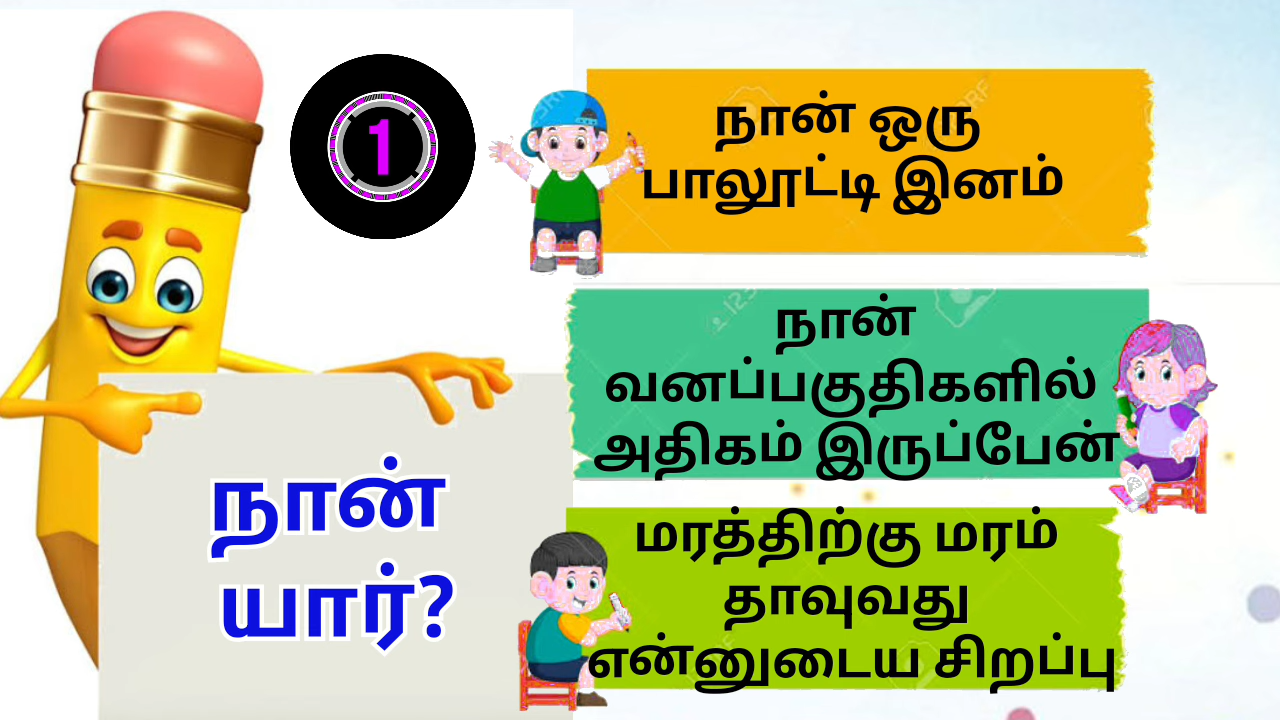 1
நான் ஒரு
பாலூட்டி இனம்
நான்
வனப்பகுதிகளில்
அதிகம் இருப்பேன்
மரத்திற்கு மரம்
தாவுவது
என்னுடைய சிறப்பு
நான்
யார்?